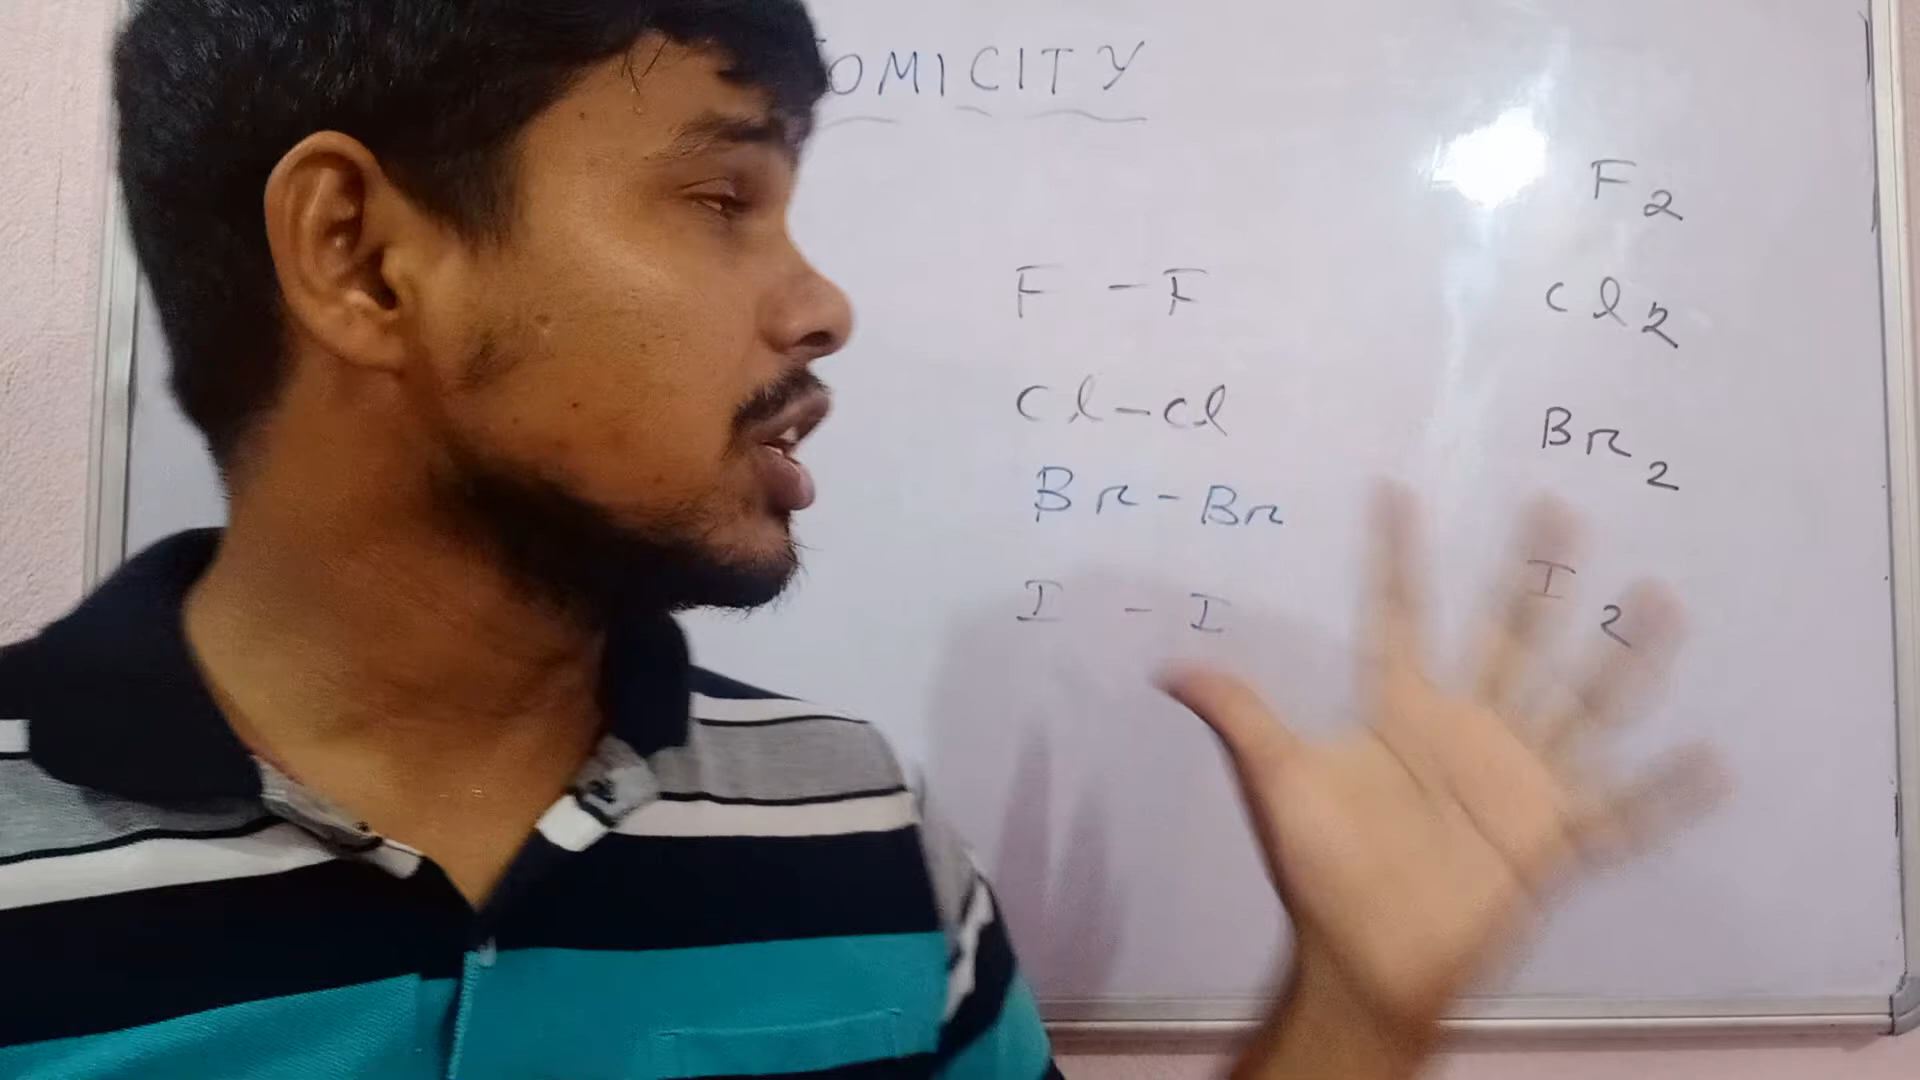 OMICITY
F - F
Cl-Cl
Br-Br
I - I
F2
Cl2
Br2
I2